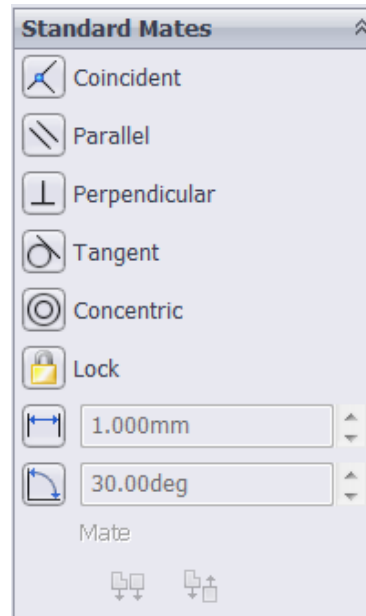 Standard Mates
Coincident
Parallel
Perpendicular
Tangent
Concentric
Lock
1.000mm
30.00deg
Mate